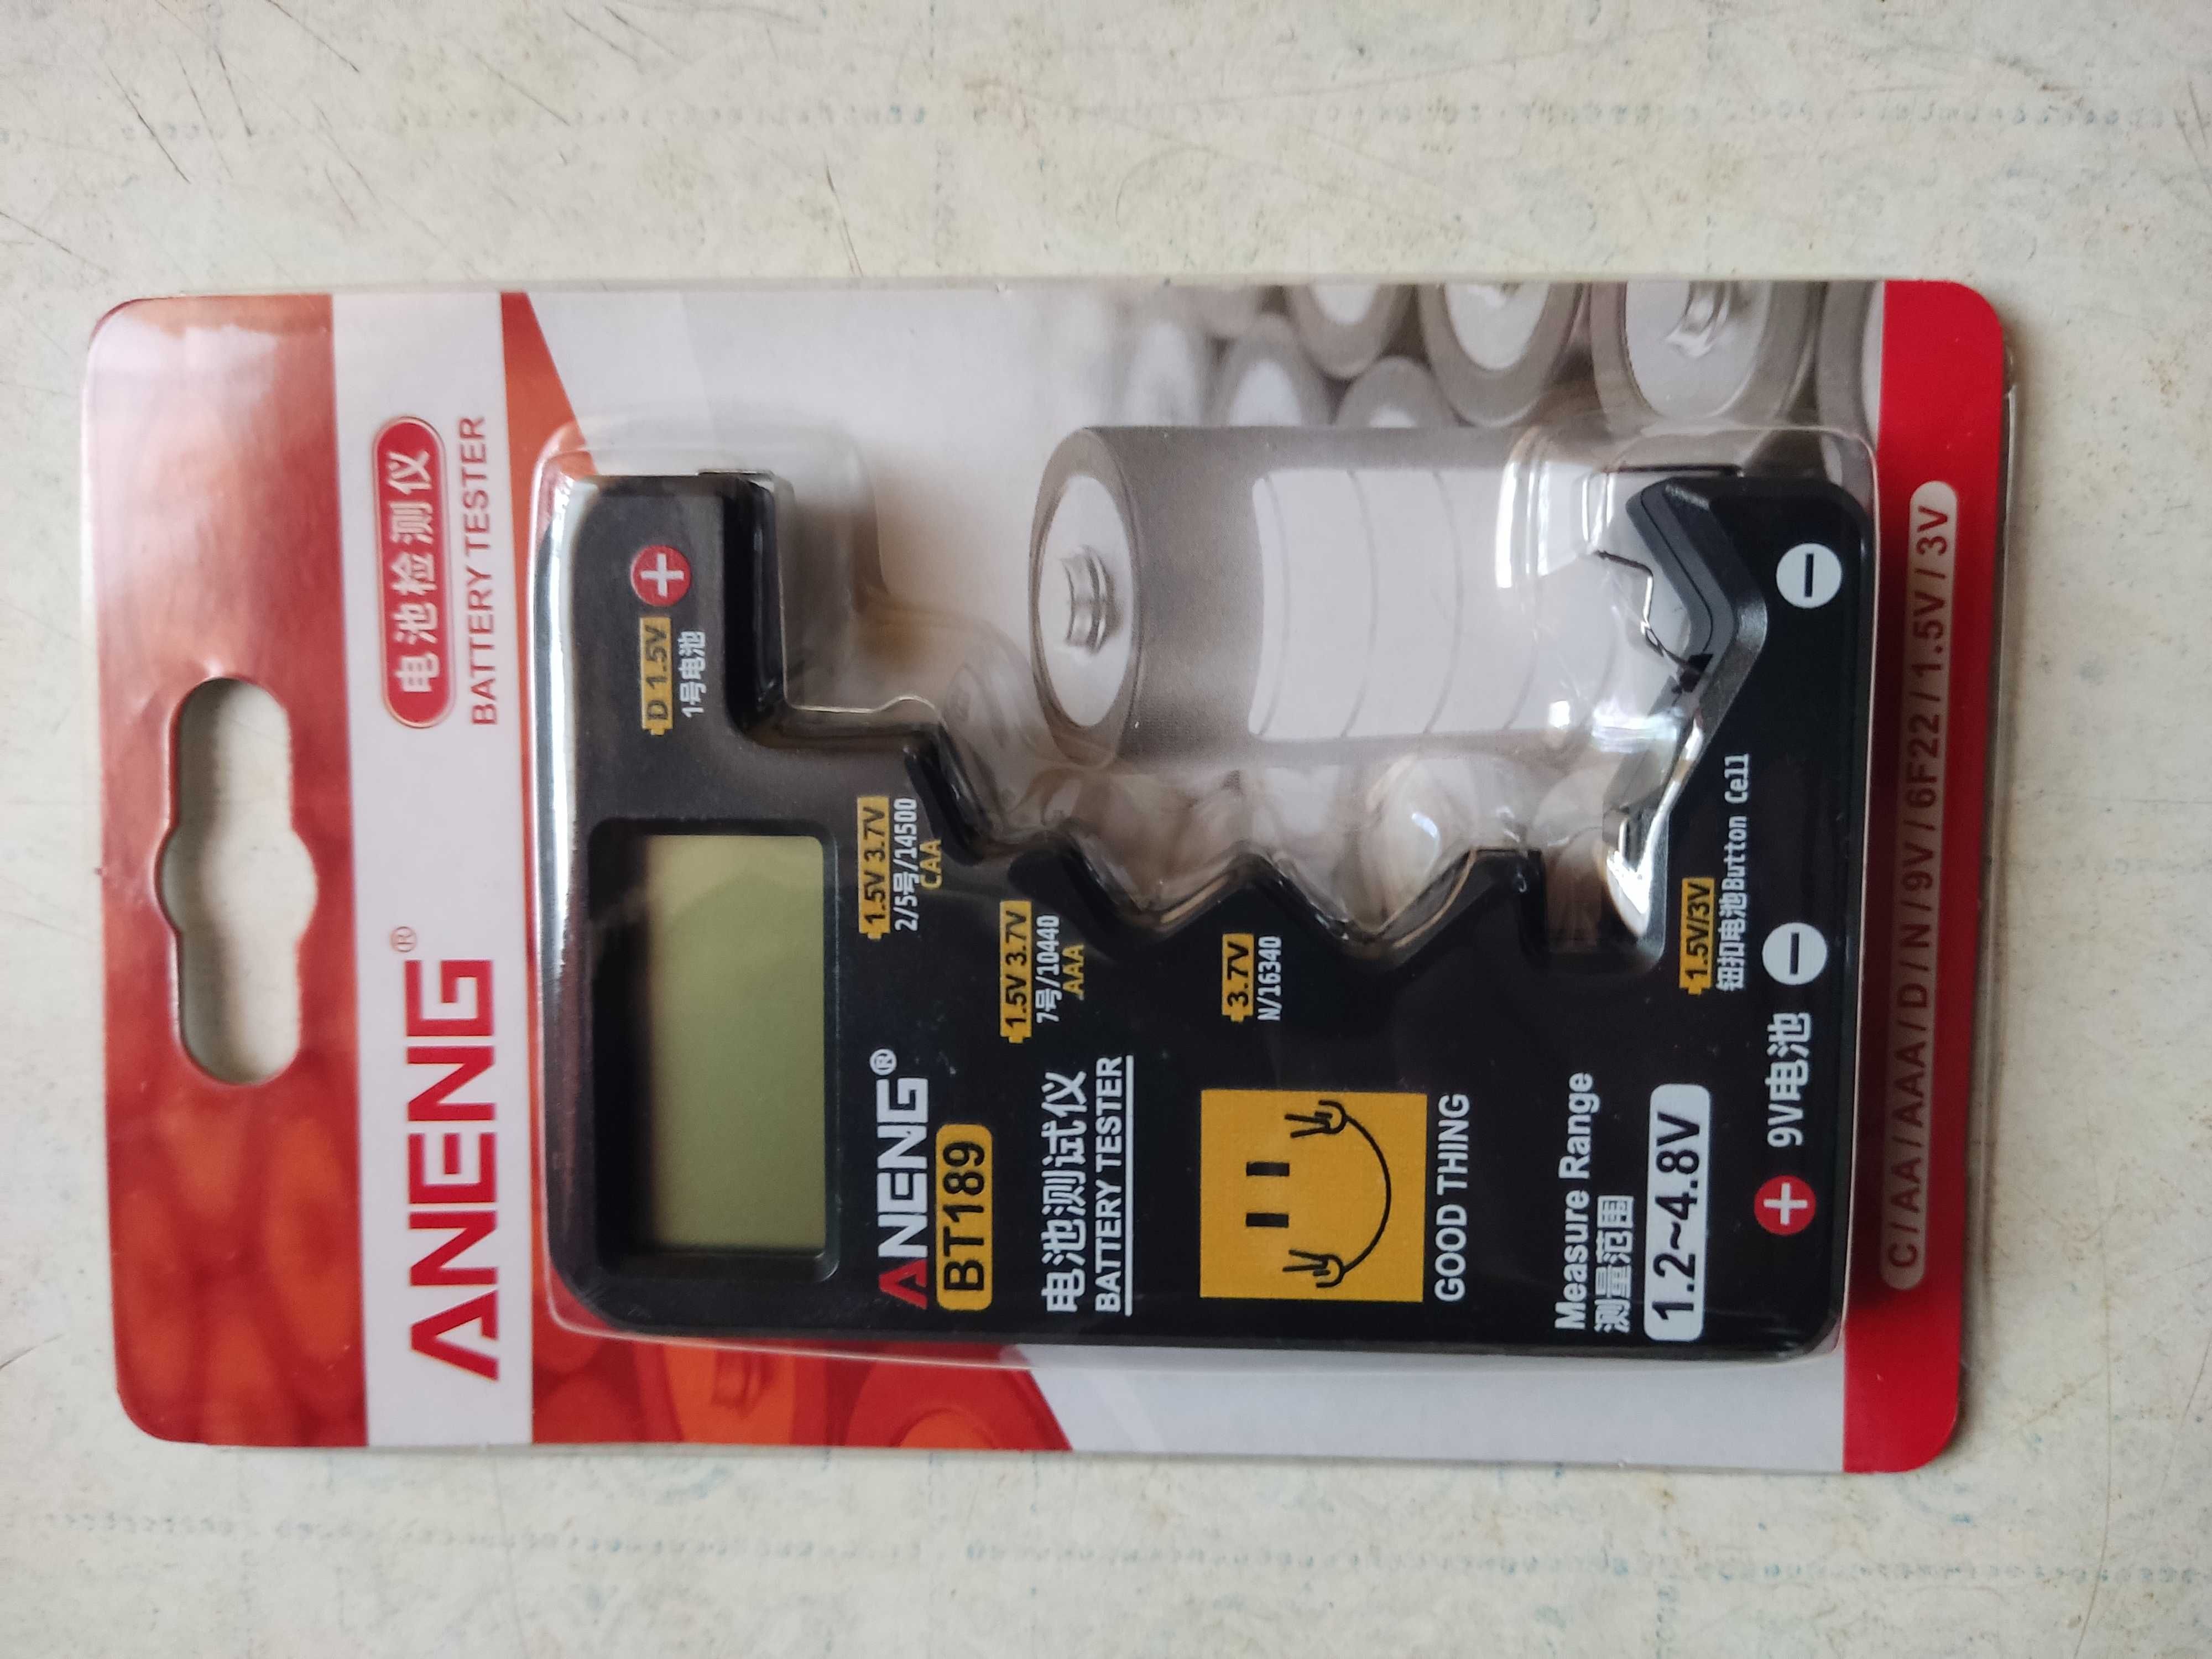 ANENG®
电池检测仪
BATTERY TESTER
D 1.5V
1号电池
1.5V 3.7V
2/5号/14500
CAA
ANENG®
BT189
1.5V 3.7V
7号/10440
AAA
电池测试仪
BATTERY TESTER
3.7V
N/16340
GOOD THING
Measure Range
测量范围
1.2~4.8V
1.5V/3V
钮扣电池Button Cell
9V电池
C/AA/AAA/D/N/9V/6F22/1.5V/3V